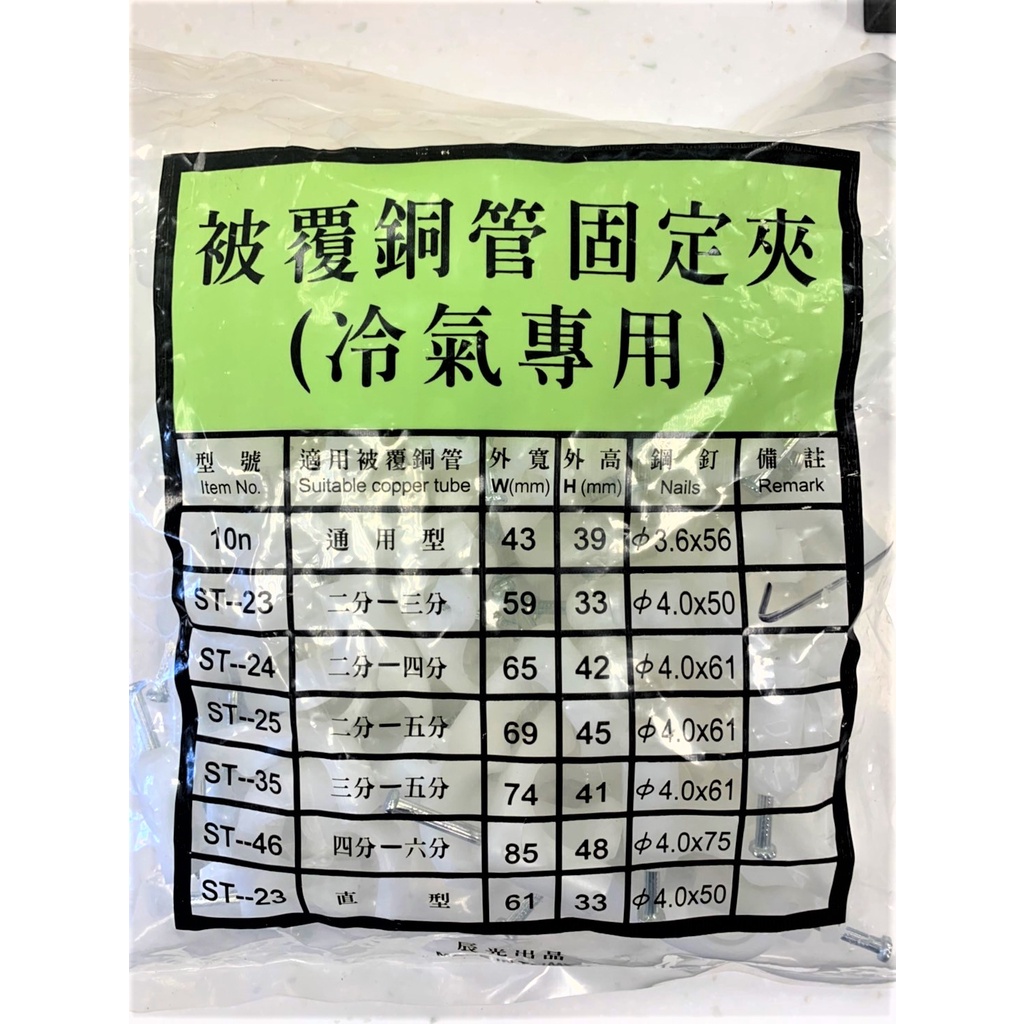 被覆銅管固定夾
(冷氣專用)
型號 適用被覆銅管 外寬 外高 鋼釘 備註
Item No. Suitable copper tube W(mm) H(mm) Nails Remark
10n 通用型 43 39 φ3.6x56
ST--23 二分一三分 59 33 φ4.0x50
ST--24 二分一四分 65 42 φ4.0x61
ST--25 二分一五分 69 45 φ4.0x61
ST--35 三分一五分 74 41 φ4.0x61
ST--46 四分一六分 85 48 φ4.0x75
ST--23 直型 61 33 φ4.0x50
辰光出品